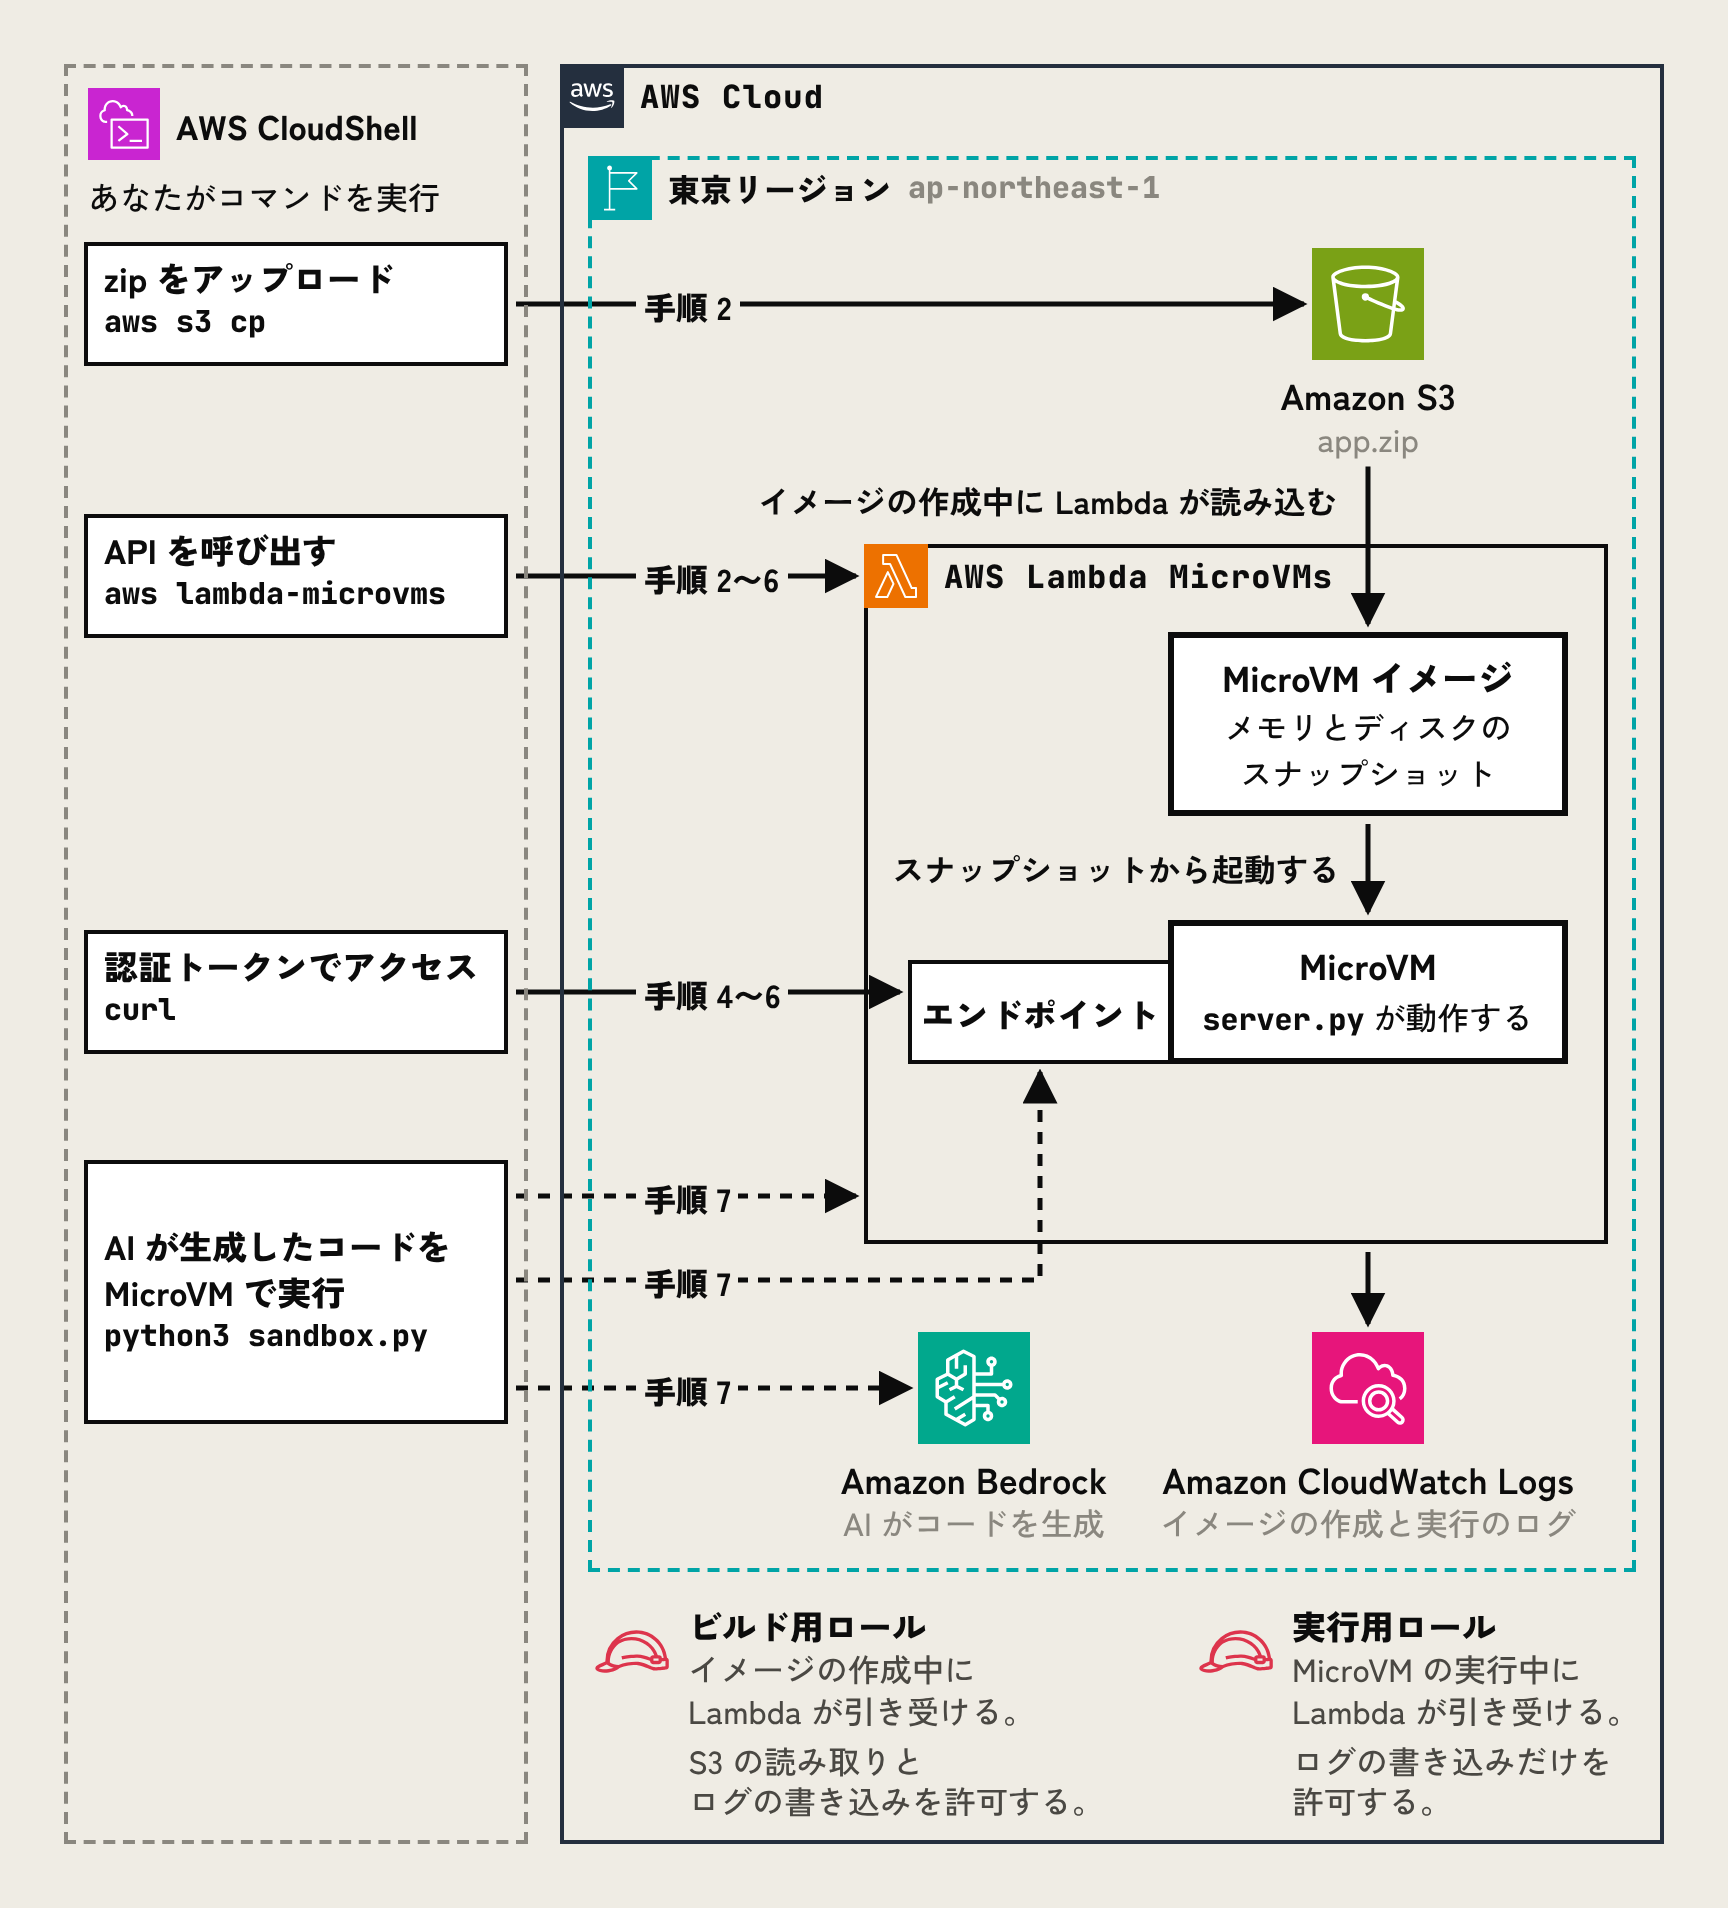 AWS CloudShell
あなたがコマンドを実行
zip をアップロード
aws s3 cp
API を呼び出す
aws lambda-microvms
認証トークンでアクセス
curl
AI が生成したコードを
MicroVM で実行
python3 sandbox.py
aws
AWS Cloud
東京リージョン ap-northeast-1
手順 2
Amazon S3
app.zip
イメージの作成中に Lambda が読み込む
手順 2〜6
AWS Lambda MicroVMs
MicroVM イメージ
メモリとディスクの
スナップショット
スナップショットから起動する
手順 4〜6
エンドポイント
MicroVM
server.py が動作する
手順 7
手順 7
手順 7
Amazon Bedrock
AI がコードを生成
Amazon CloudWatch Logs
イメージの作成と実行のログ
ビルド用ロール
イメージの作成中に
Lambda が引き受ける。
S3 の読み取りと
ログの書き込みを許可する。
実行用ロール
MicroVM の実行中に
Lambda が引き受ける。
ログの書き込みだけを
許可する。